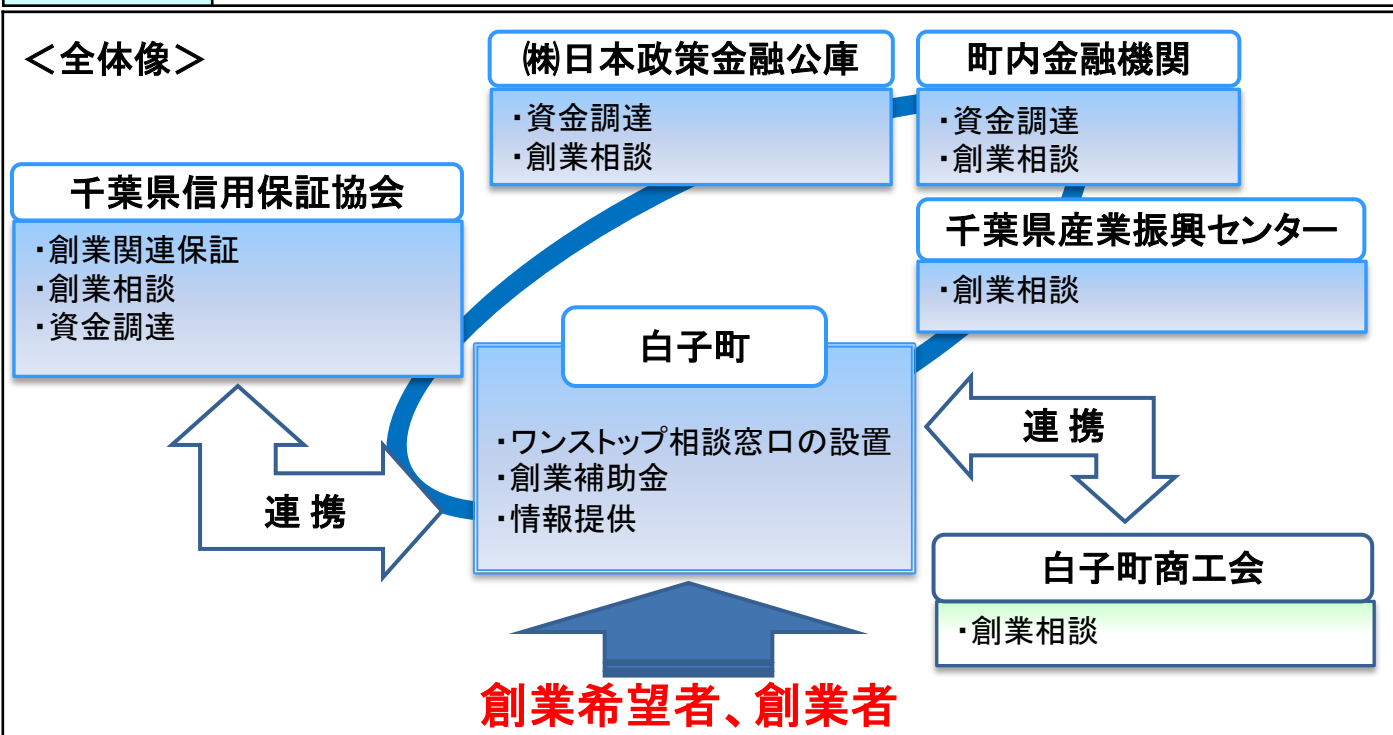 ＜全体像＞
㈱日本政策金融公庫
・資金調達
・創業相談
町内金融機関
・資金調達
・創業相談
千葉県信用保証協会
・創業関連保証
・創業相談
・資金調達
千葉県産業振興センター
・創業相談
白子町
・ワンストップ相談窓口の設置
・創業補助金
・情報提供
連 携
連 携
白子町商工会
・創業相談
創業希望者、創業者